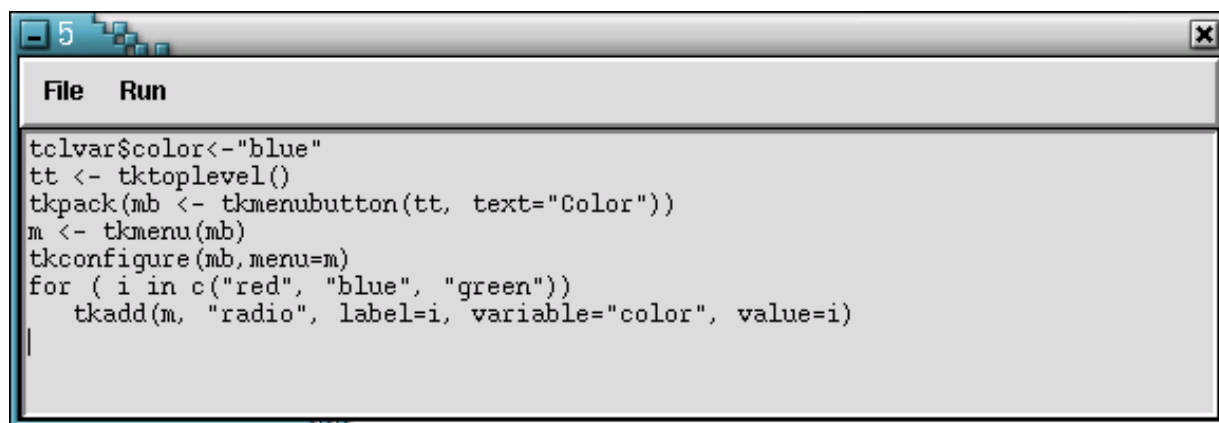 5
File Run
tclvar$color<-"blue"
tt <- tktoplevel()
tkpack(mb <- tkmenubutton(tt, text="Color"))
m <- tkmenu(mb)
tkconfigure(mb,menu=m)
for ( i in c("red", "blue", "green"))
   tkadd(m, "radio", label=i, variable="color", value=i)